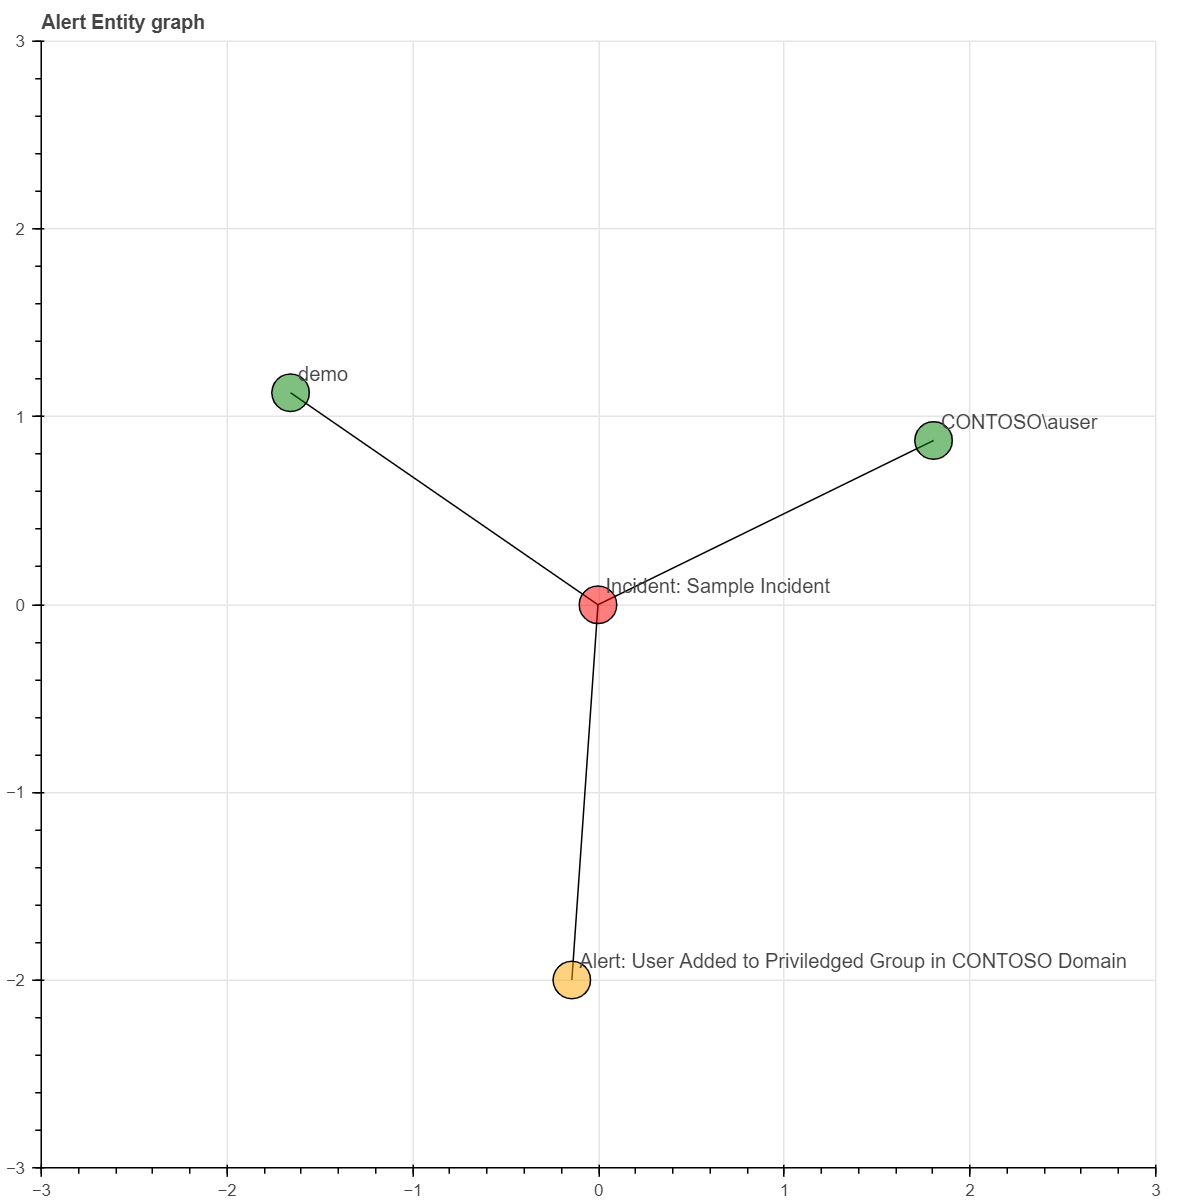 Alert Entity graph
3
2
demo
CONTOSO\auser
1
Incident: Sample Incident
0
−1
Alert: User Added to Priviledged Group in CONTOSO Domain
−2
−3
−3 −2 −1 0 1 2 3